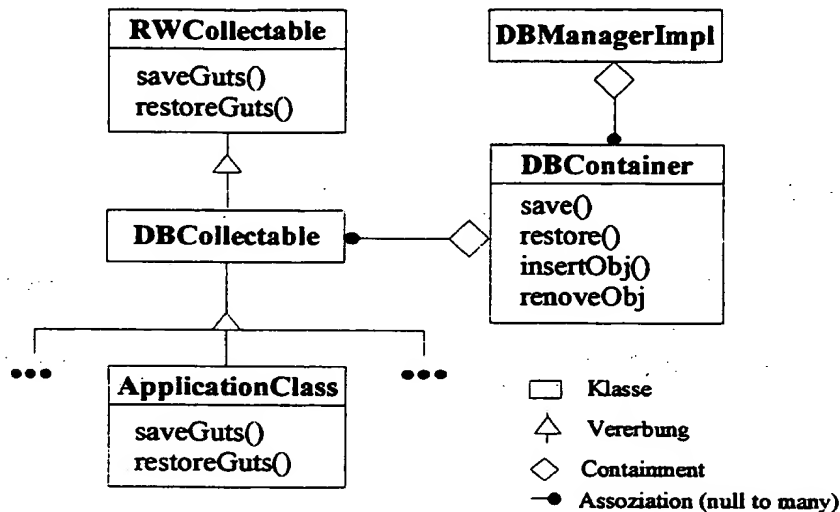 RWCollectable
saveGuts()
restoreGuts()
DBManagerImpl
DBContainer
save()
restore()
insertObj()
renoveObj
DBCollectable
ApplicationClass
saveGuts()
restoreGuts()
Klasse
Vererbung
Containment
Assoziation (null to many)